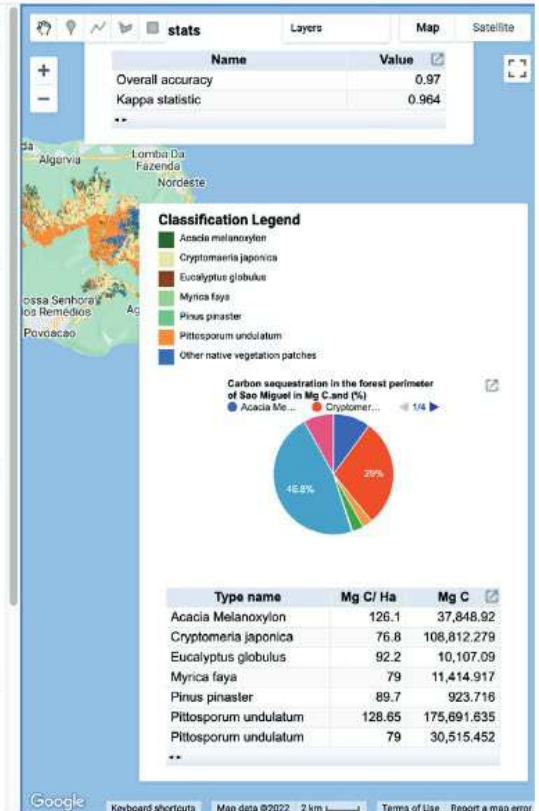 stats
Layers
Map Satellite
Name Value
Overall accuracy 0.97
Kappa statistic 0.964
da
Algarvia
Lomba Da
Fazenda
Nordeste
Classification Legend
Acacia melanoxylon
Cryptomaeria japonica
Eucalyptus globulus
Myrica faya
Pinus pinaster
Pittosporum undulatum
Other native vegetation patches
ossa Senhora
os Remédios
Ag
Povoacao
Carbon sequestration in the forest perimeter
of Sao Miguel in Mg C.and (%)
Acacia Me... Cryptomer... 1/4
29%
46.8%
Type name Mg C/ Ha Mg C
Acacia Melanoxylon 126.1 37,848.92
Cryptomeria japonica 76.8 108,812.279
Eucalyptus globulus 92.2 10,107.09
Myrica faya 79 11,414.917
Pinus pinaster 89.7 923.716
Pittosporum undulatum 128.65 175,691.635
Pittosporum undulatum 79 30,515.452
Google
Keyboard shortcuts Map data ©2022 2 km Terms of Use Report a map error